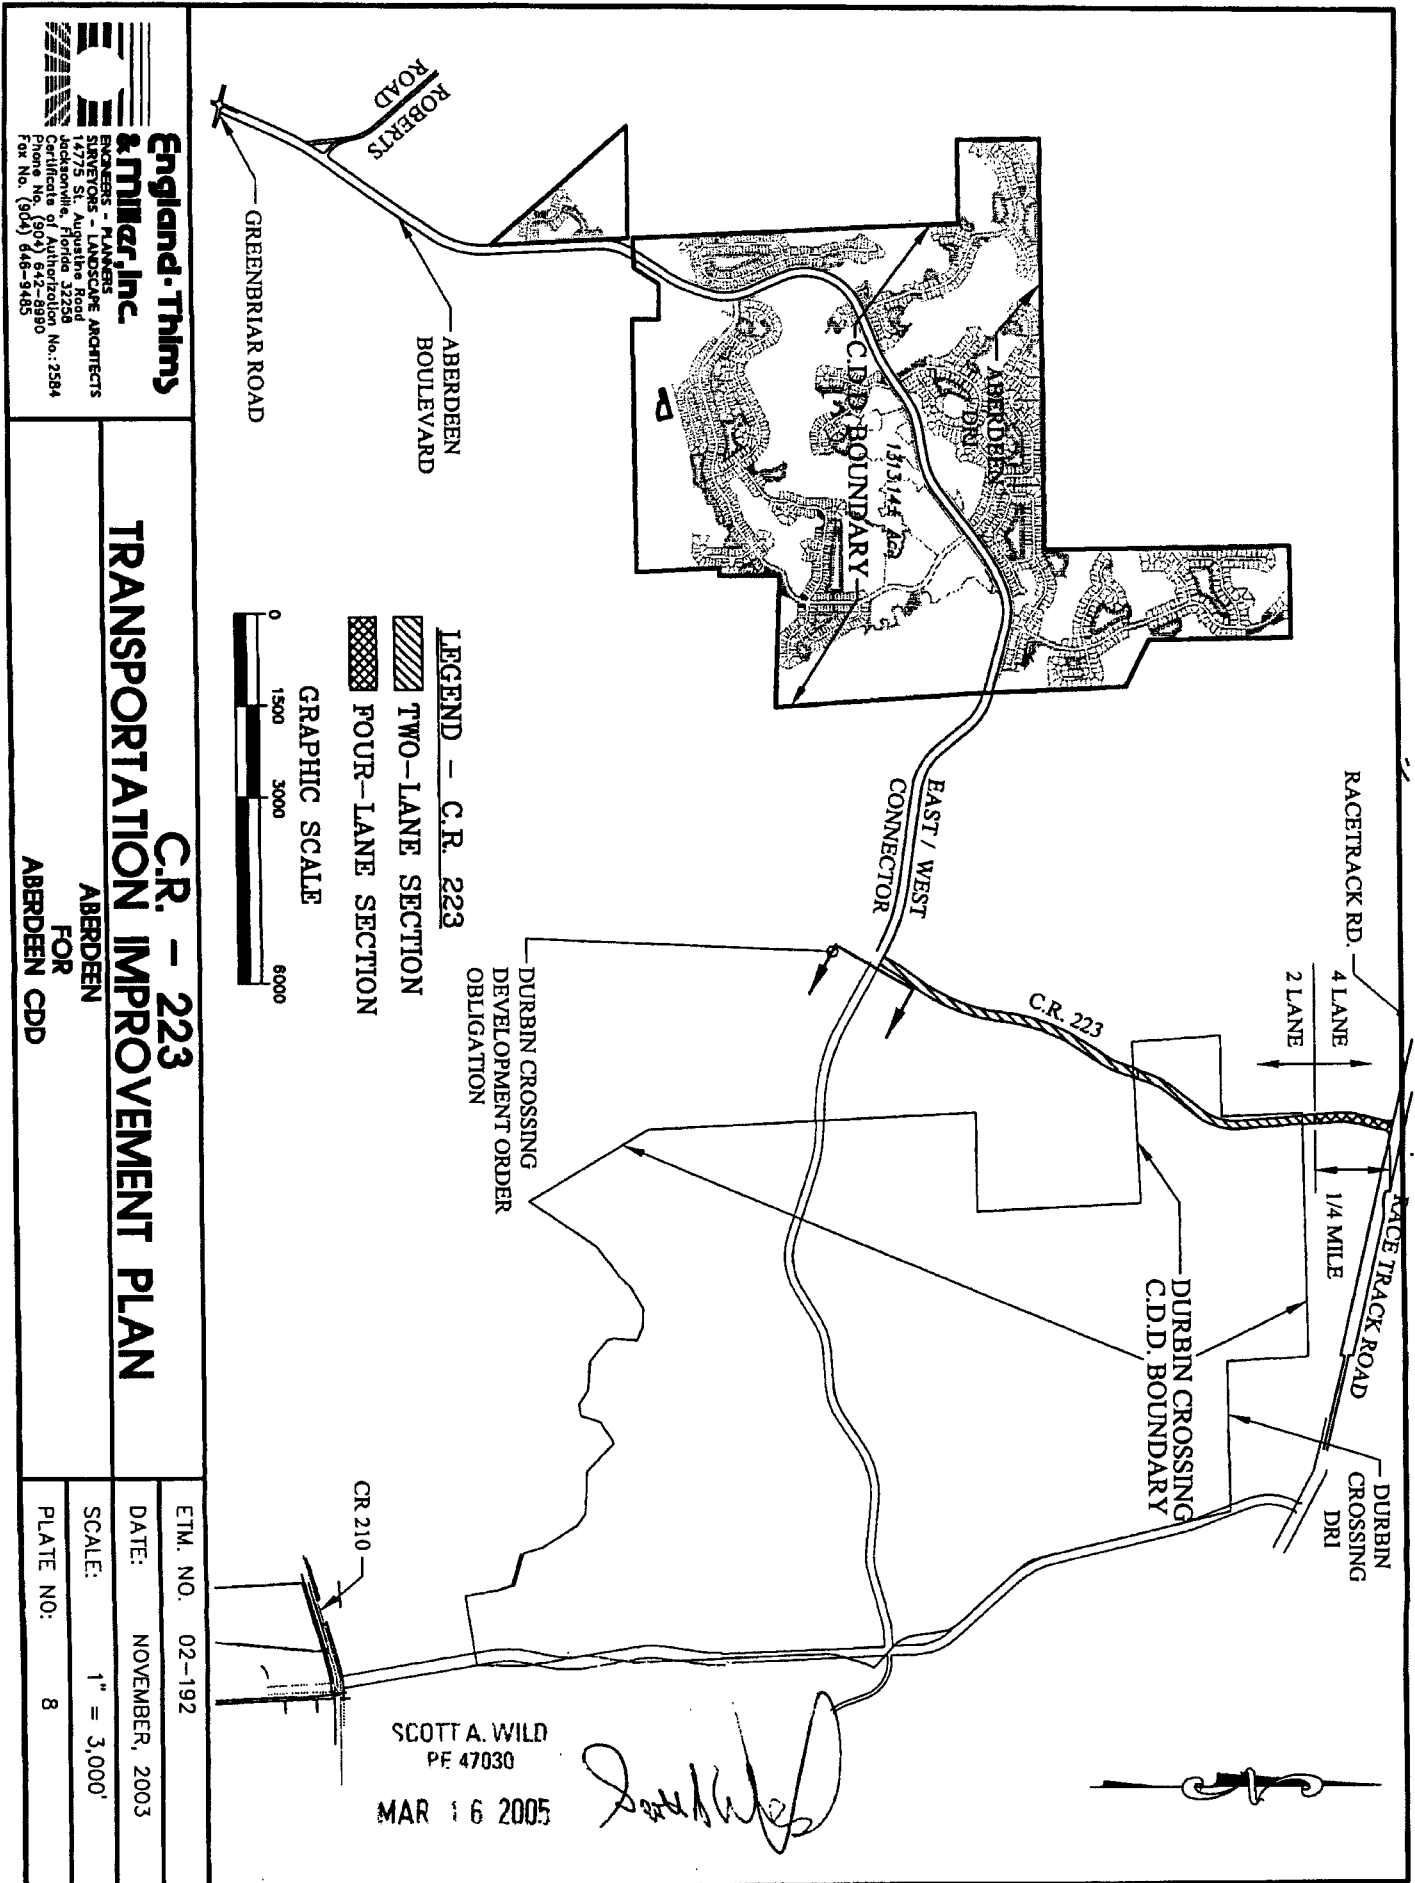 RACETRACK RD.
4 LANE
2 LANE
1/4 MILE
RACE TRACK ROAD
DURBIN
CROSSING
DRI
DURBIN CROSSING
C.D.D. BOUNDARY
C.R. 223
EAST / WEST
CONNECTOR
ABERDEEN
DRI
C.D.D. BOUNDARY
ROBERTS
ROAD
ABERDEEN
BOULEVARD
GREENBRIAR ROAD
DURBIN CROSSING
DEVELOPMENT ORDER
OBLIGATION
CR 210
LEGEND - C.R. 223
TWO-LANE SECTION
FOUR-LANE SECTION
GRAPHIC SCALE
0 1500 3000 6000
SCOTT A. WILD
PE 47030
MAR 16 2005
England-Thims
& Miller, Inc.
ENGINEERS - PLANNERS
SURVEYORS - LANDSCAPE ARCHITECTS
14775 St. Augustine Road
Jacksonville, Florida 32258
Certificate of Authorization No.: 2584
Phone No. (904) 642-8990
Fax No. (904) 646-9485
C.R. - 223
TRANSPORTATION IMPROVEMENT PLAN
ABERDEEN
FOR
ABERDEEN CDD
ETM. NO. 02-192
DATE: NOVEMBER, 2003
SCALE: 1" = 3,000'
PLATE NO: 8